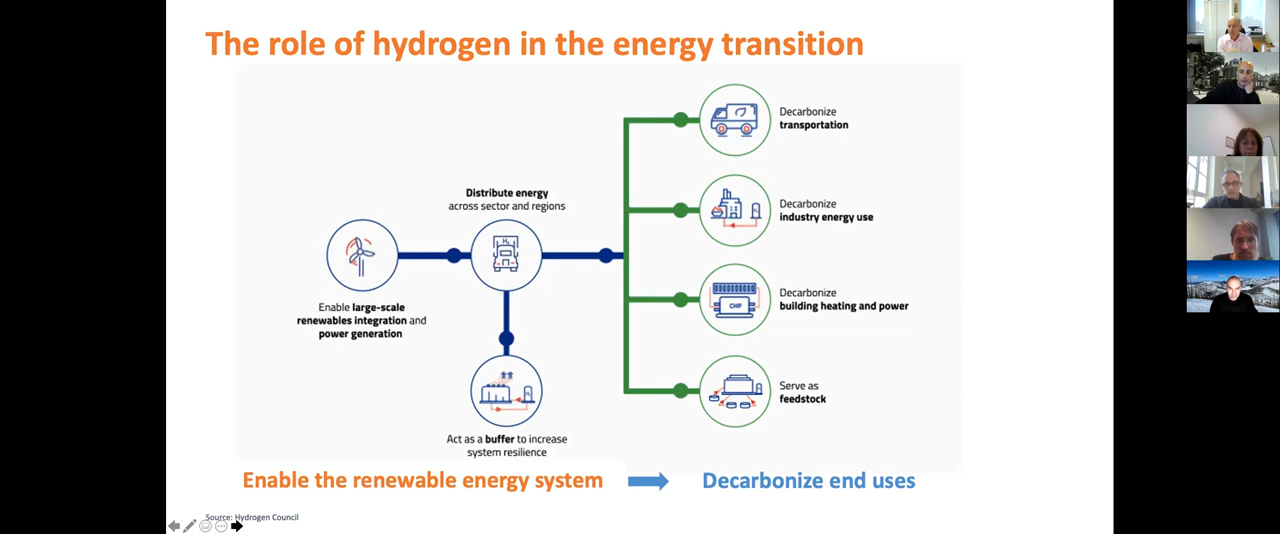 The role of hydrogen in the energy transition
Decarbonize
transportation
Distribute energy
across sector and regions
Decarbonize
industry energy use
H₂
Enable large-scale
renewables integration and
power generation
Decarbonize
building heating and power
CHP
Serve as
feedstock
Act as a buffer to increase
system resilience
Enable the renewable energy system
Decarbonize end uses
Source: Hydrogen Council